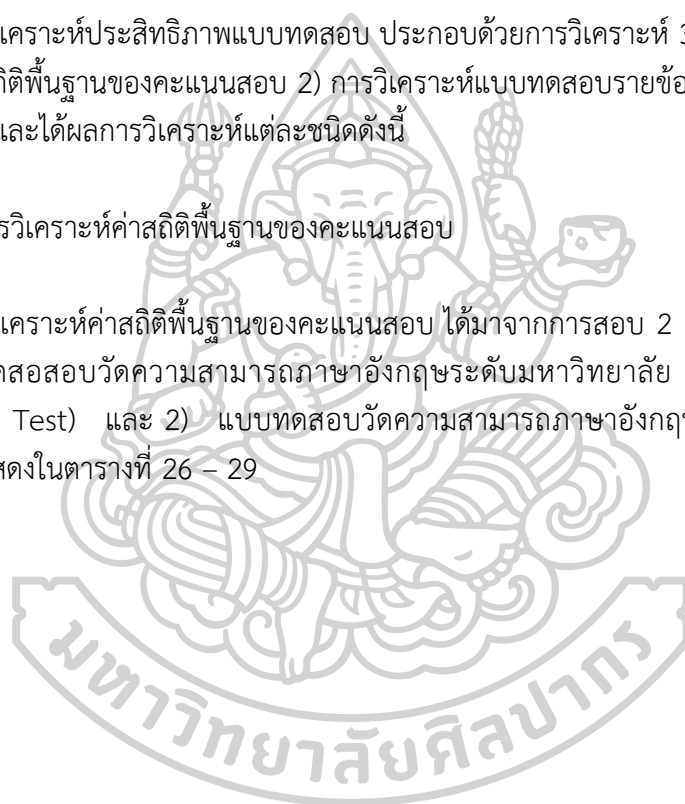 เคราะห์ประสิทธิภาพแบบทดสอบ ประกอบด้วยการวิเคราะห์ 3
ถิติพื้นฐานของคะแนนสอบ 2) การวิเคราะห์แบบทดสอบรายข้อ
และได้ผลการวิเคราะห์แต่ละชนิดดังนี้
รวิเคราะห์ค่าสถิติพื้นฐานของคะแนนสอบ
เคราะห์ค่าสถิติพื้นฐานของคะแนนสอบ ได้มาจากการสอบ 2
ดสอสอบวัดความสามารถภาษาอังกฤษระดับมหาวิทยาลัย
Test) และ 2) แบบทดสอบวัดความสามารถภาษาอังกฤษ
สดงในตารางที่ 26 – 29
มหาวิทยาลัยศิลปากร